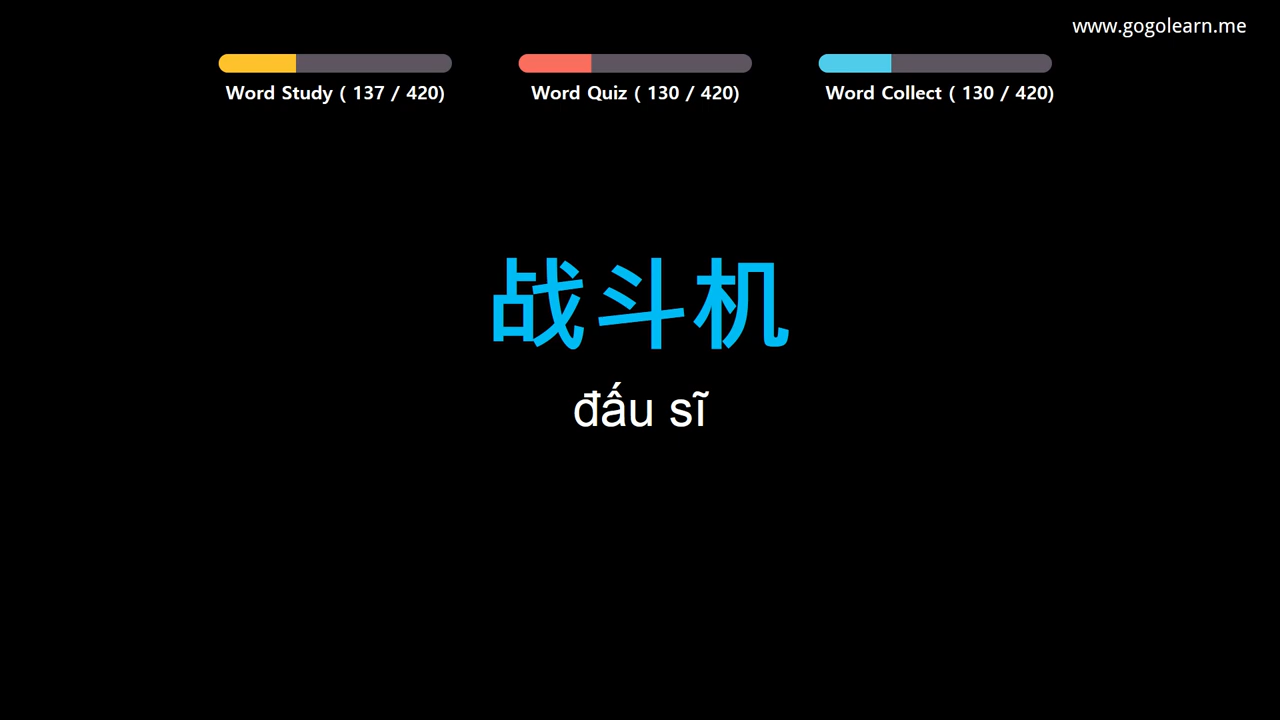 www.gogolearn.me
Word Study ( 137 / 420)
Word Quiz ( 130 / 420)
Word Collect ( 130 / 420)
战斗机
đấu sĩ